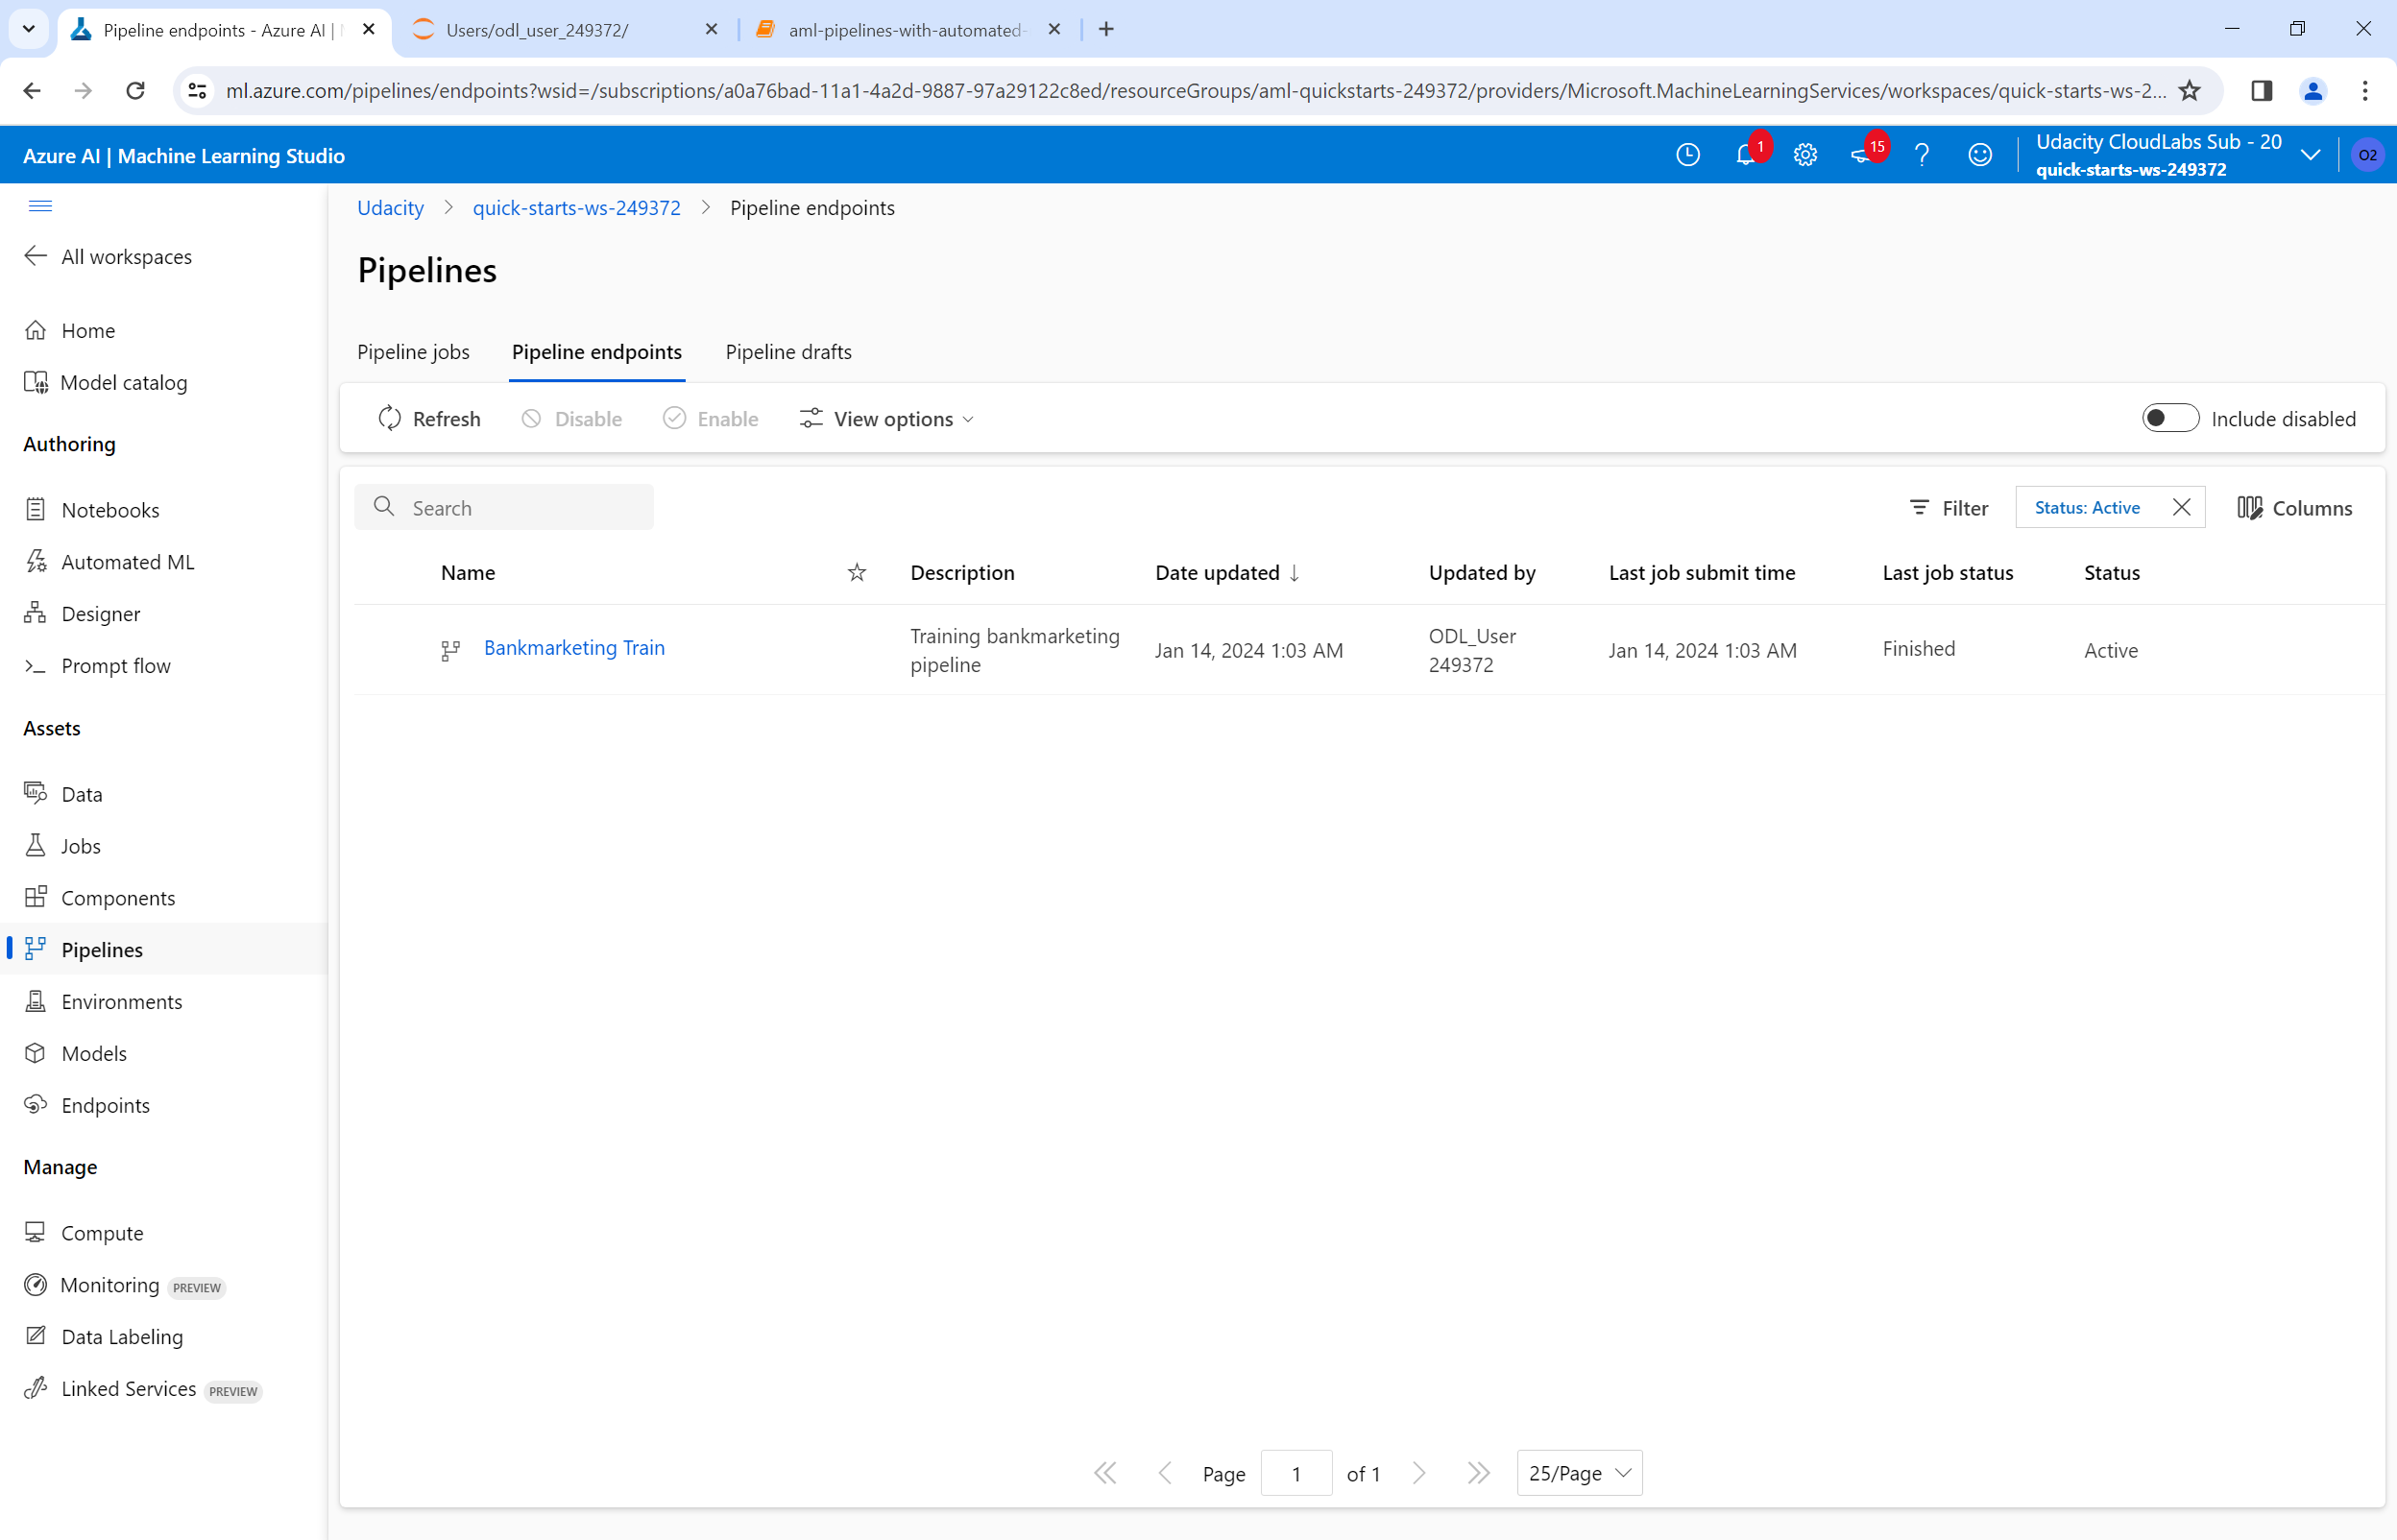 Pipeline endpoints - Azure AI |
Users/odl_user_249372/
aml-pipelines-with-automated-
ml.azure.com/pipelines/endpoints?wsid=/subscriptions/a0a76bad-11a1-4a2d-9887-97a29122c8ed/resourceGroups/aml-quickstarts-249372/providers/Microsoft.MachineLearningServices/workspaces/quick-starts-ws-2...
Azure AI | Machine Learning Studio
1
15
Udacity CloudLabs Sub - 20
quick-starts-ws-249372
O2
Udacity > quick-starts-ws-249372 > Pipeline endpoints
All workspaces
Home
Model catalog
Authoring
Notebooks
Automated ML
Designer
Prompt flow
Assets
Data
Jobs
Components
Pipelines
Environments
Models
Endpoints
Manage
Compute
Monitoring PREVIEW
Data Labeling
Linked Services PREVIEW
Pipelines
Pipeline jobs Pipeline endpoints Pipeline drafts
Refresh Disable Enable View options Include disabled
Search Filter Status: Active Columns
Name Description Date updated ↓ Updated by Last job submit time Last job status Status
Bankmarketing Train Training bankmarketing pipeline Jan 14, 2024 1:03 AM ODL_User 249372 Jan 14, 2024 1:03 AM Finished Active
Page 1 of 1 25/Page